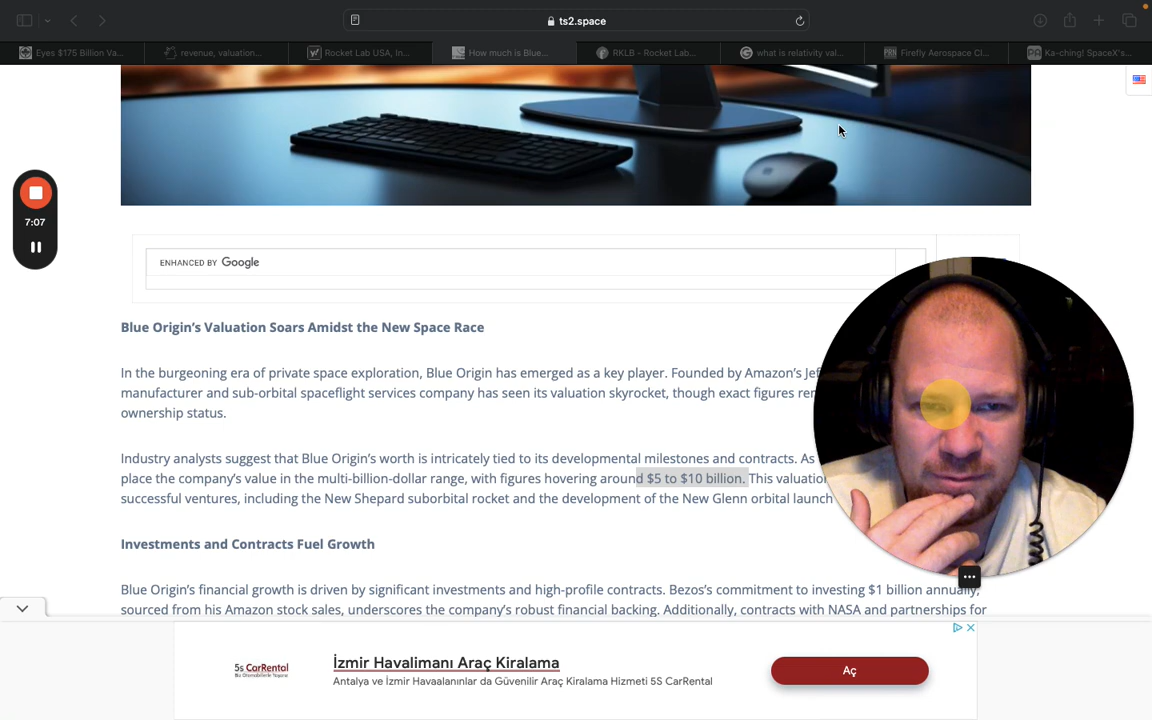 ts2.space
Eyes $175 Billion Va...
revenue, valuation...
Rocket Lab USA, In...
How much is Blue...
RKLB - Rocket Lab...
what is relativity val...
Firefly Aerospace Cl...
Ka-ching! SpaceX's...
7:07
ENHANCED BY Google
Blue Origin’s Valuation Soars Amidst the New Space Race
In the burgeoning era of private space exploration, Blue Origin has emerged as a key player. Founded by Amazon’s Jef
manufacturer and sub-orbital spaceflight services company has seen its valuation skyrocket, though exact figures re
ownership status.
Industry analysts suggest that Blue Origin’s worth is intricately tied to its developmental milestones and contracts. As
place the company’s value in the multi-billion-dollar range, with figures hovering around $5 to $10 billion. This valuation
successful ventures, including the New Shepard suborbital rocket and the development of the New Glenn orbital launch
Investments and Contracts Fuel Growth
Blue Origin’s financial growth is driven by significant investments and high-profile contracts. Bezos’s commitment to investing $1 billion annually,
sourced from his Amazon stock sales, underscores the company’s robust financial backing. Additionally, contracts with NASA and partnerships for
5s CarRental
İzmir Havalimanı Araç Kiralama
Antalya ve İzmir Havaalanınlar da Güvenilir Araç Kiralama Hizmeti 5S CarRental
Aç